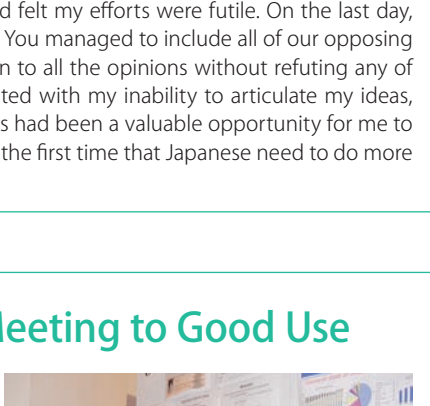 d felt my efforts were futile. On the last day,
You managed to include all of our opposing
n to all the opinions without refuting any of
ted with my inability to articulate my ideas,
s had been a valuable opportunity for me to
the first time that Japanese need to do more
Meeting to Good Use